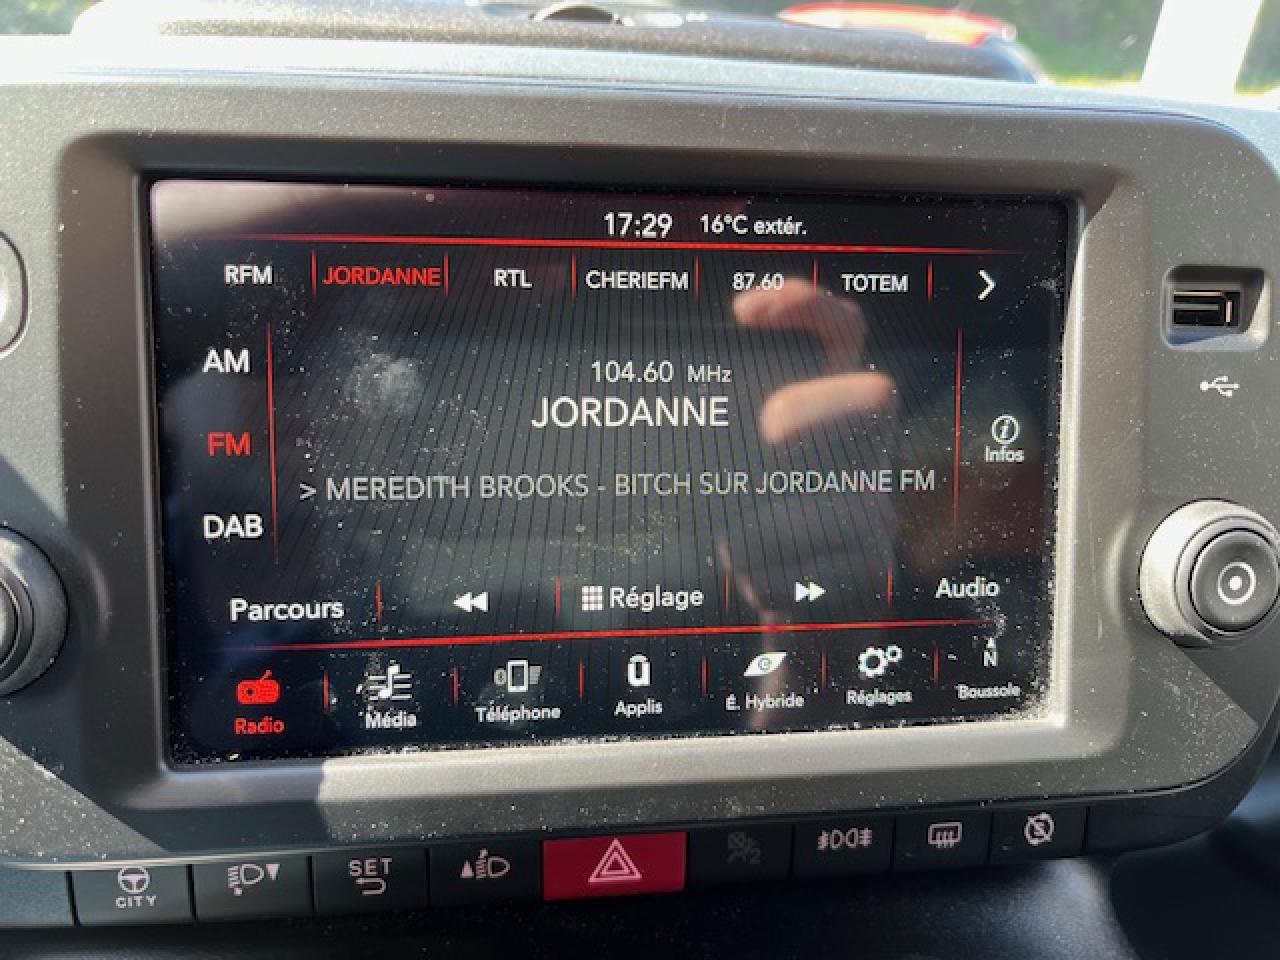 17:29 16°C extér.
RFM JORDANNE RTL CHERIEFM 87.60 TOTEM
AM
104.60 MHz
JORDANNE
FM
Infos
> MEREDITH BROOKS - BITCH SUR JORDANNE FM
DAB
Parcours Réglage Audio
N
Radio Média Téléphone Applis É. Hybride Réglages Boussole
CITY SET